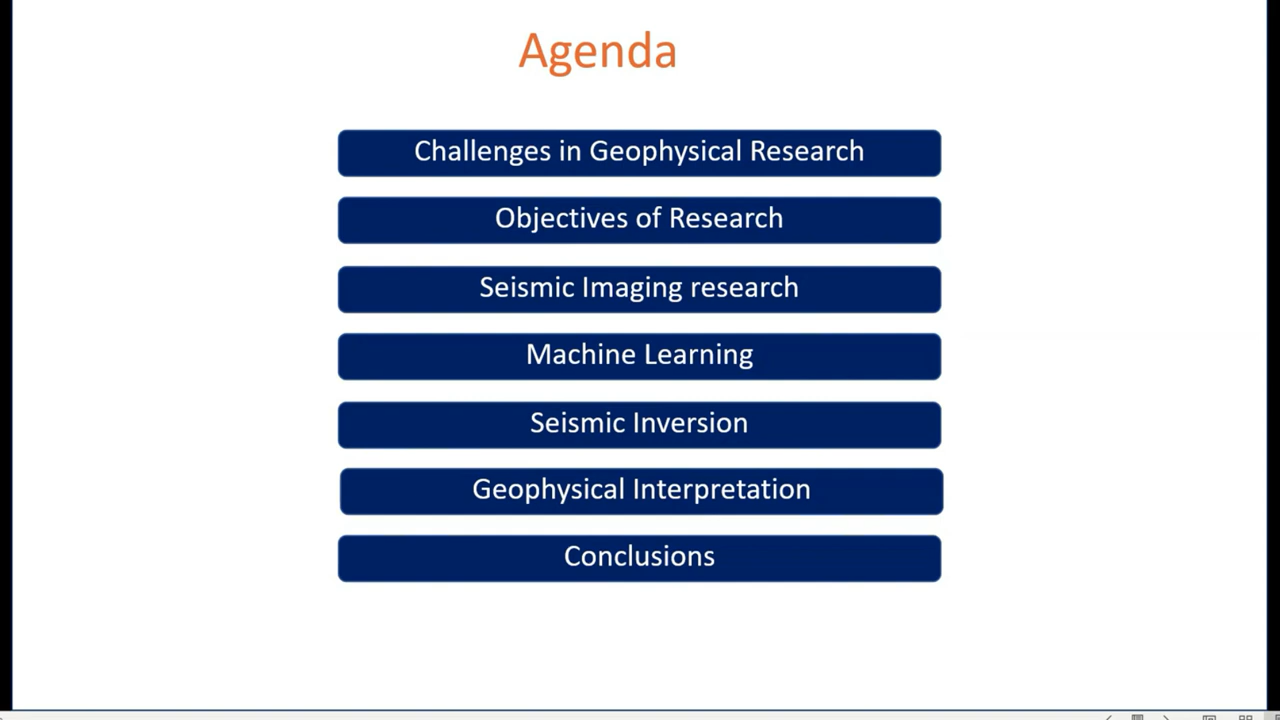 Agenda
Challenges in Geophysical Research
Objectives of Research
Seismic Imaging research
Machine Learning
Seismic Inversion
Geophysical Interpretation
Conclusions